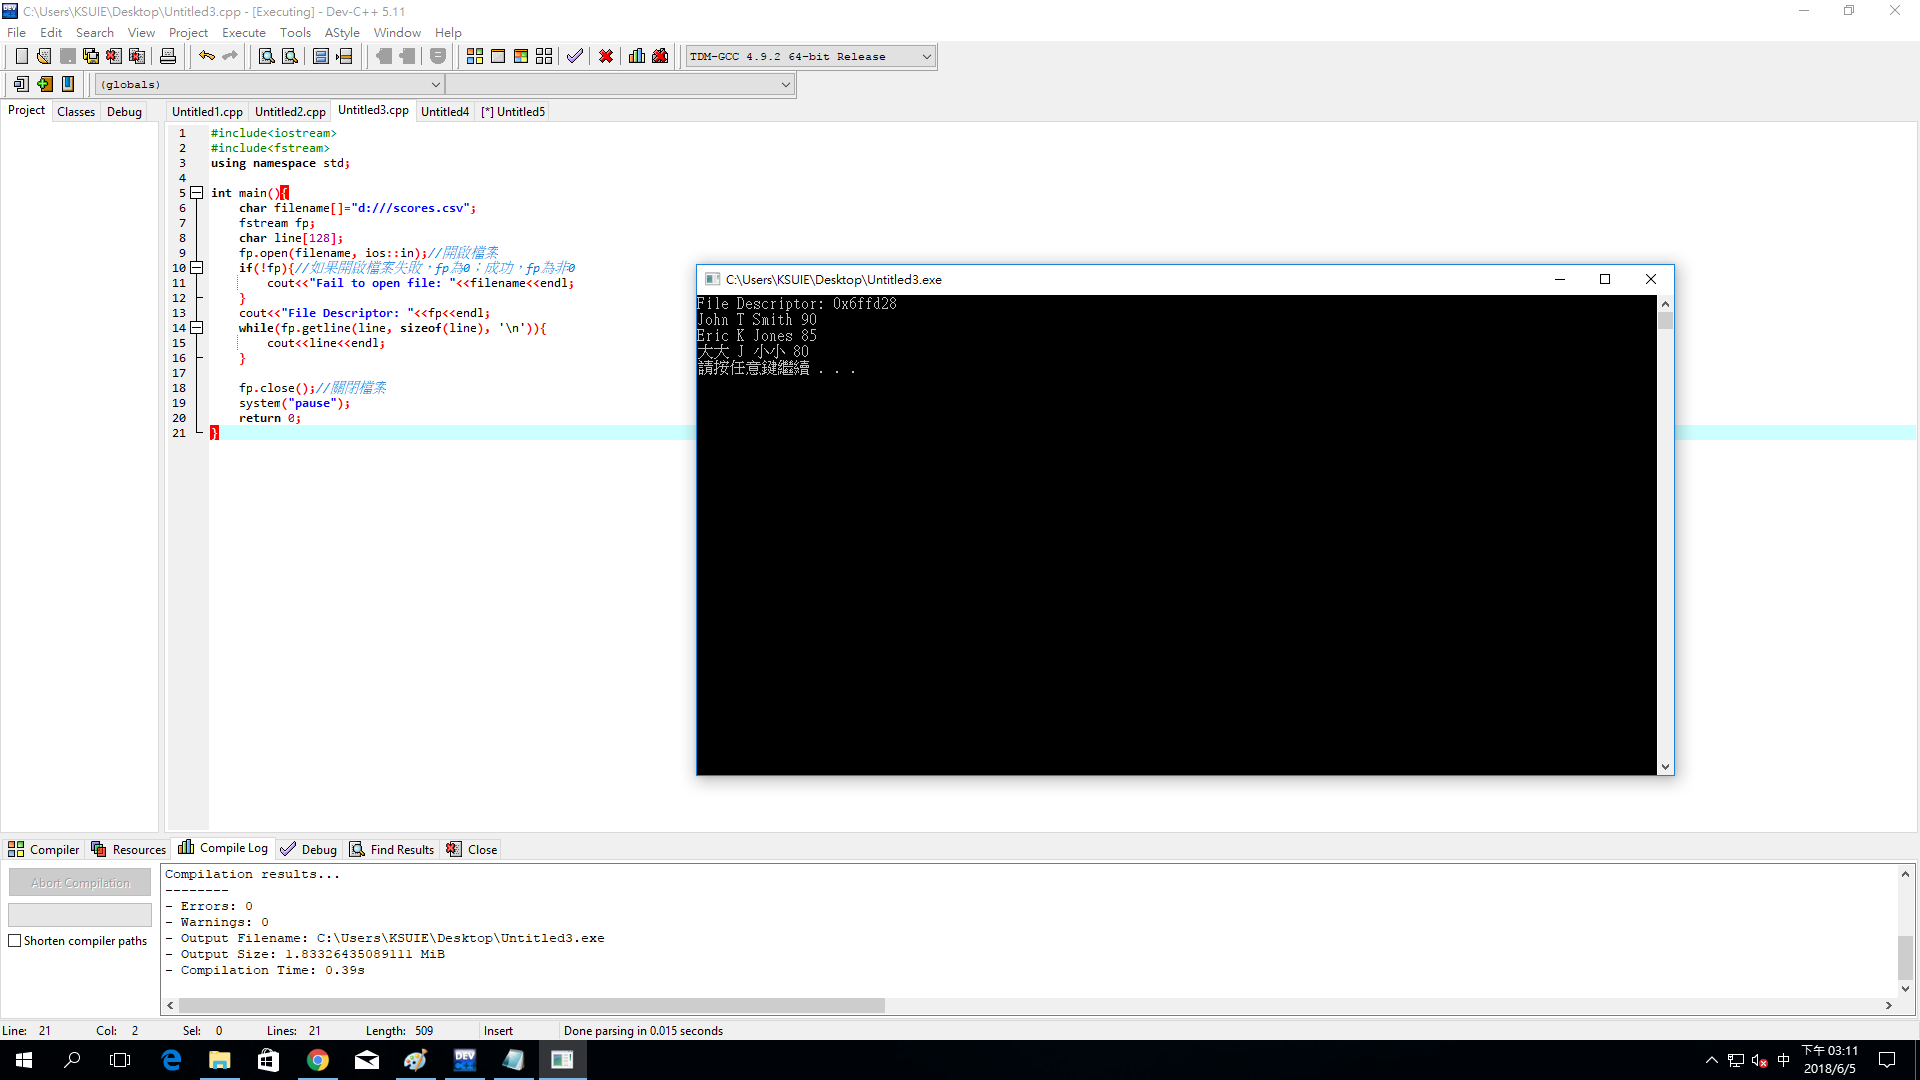 C:\Users\KSUIE\Desktop\Untitled3.cpp - [Executing] - Dev-C++ 5.11
File Edit Search View Project Execute Tools AStyle Window Help
TDM-GCC 4.9.2 64-bit Release
(globals)
Project Classes Debug
Untitled1.cpp Untitled2.cpp Untitled3.cpp Untitled4 [*] Untitled5
1 #include<iostream>
2 #include<fstream>
3 using namespace std;
4
5 int main(){
6 char filename[]="d:///scores.csv";
7 fstream fp;
8 char line[128];
9 fp.open(filename, ios::in);//開啟檔案
10 if(!fp){//如果開啟檔案失敗，fp為0；成功，fp為非0
11 cout<<"Fail to open file: "<<filename<<endl;
12 }
13 cout<<"File Descriptor: "<<fp<<endl;
14 while(fp.getline(line, sizeof(line), '\n')){
15 cout<<line<<endl;
16 }
17
18 fp.close();//關閉檔案
19 system("pause");
20 return 0;
21 }
C:\Users\KSUIE\Desktop\Untitled3.exe
File Descriptor: 0x6ffd28
John T Smith 90
Eric K Jones 85
大大 J 小小 80
請按任意鍵繼續 . . .
Compiler Resources Compile Log Debug Find Results Close
Abort Compilation
Shorten compiler paths
Compilation results...
--------
- Errors: 0
- Warnings: 0
- Output Filename: C:\Users\KSUIE\Desktop\Untitled3.exe
- Output Size: 1.83326435089111 MiB
- Compilation Time: 0.39s
Line: 21 Col: 2 Sel: 0 Lines: 21 Length: 509 Insert Done parsing in 0.015 seconds
DEV C++
中
下午 03:11
2018/6/5